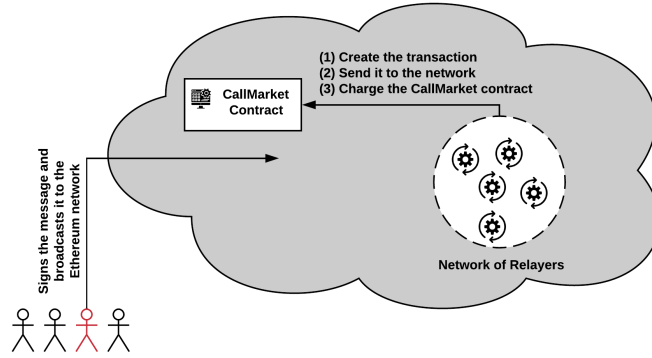 (1) Create the transaction
(2) Send it to the network
(3) Charge the CallMarket contract
CallMarket
Contract
Signs the message and
broadcasts it to the
Ethereum network
Network of Relayers